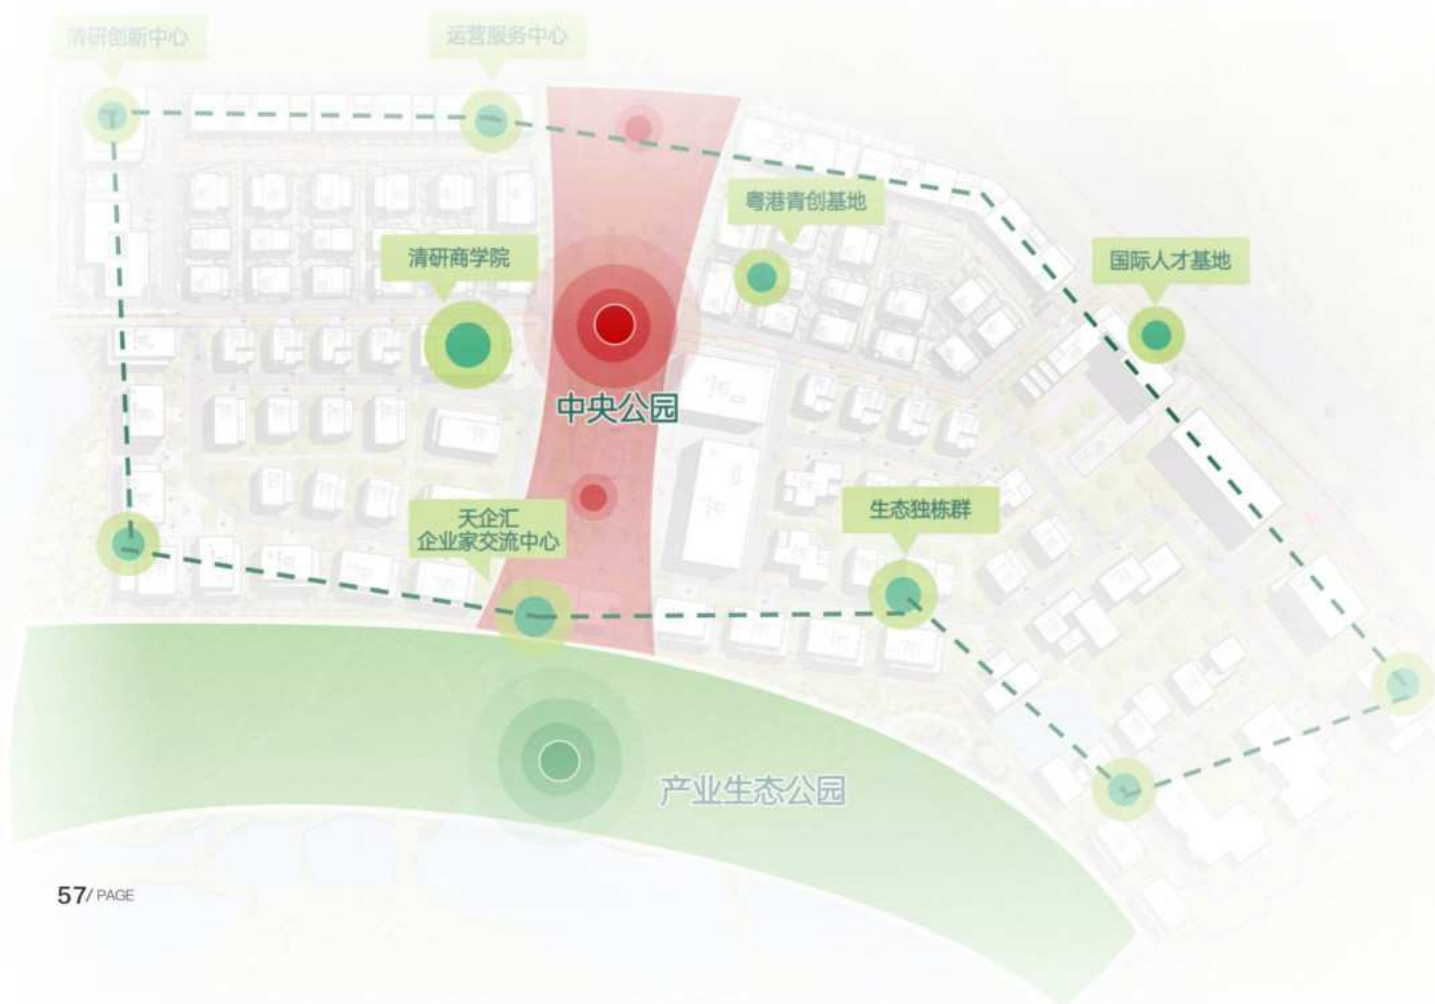 清研创新中心
运营服务中心
粤港青创基地
清研商学院
国际人才基地
中央公园
天企汇
企业家交流中心
生态独栋群
产业生态公园
57/ PAGE